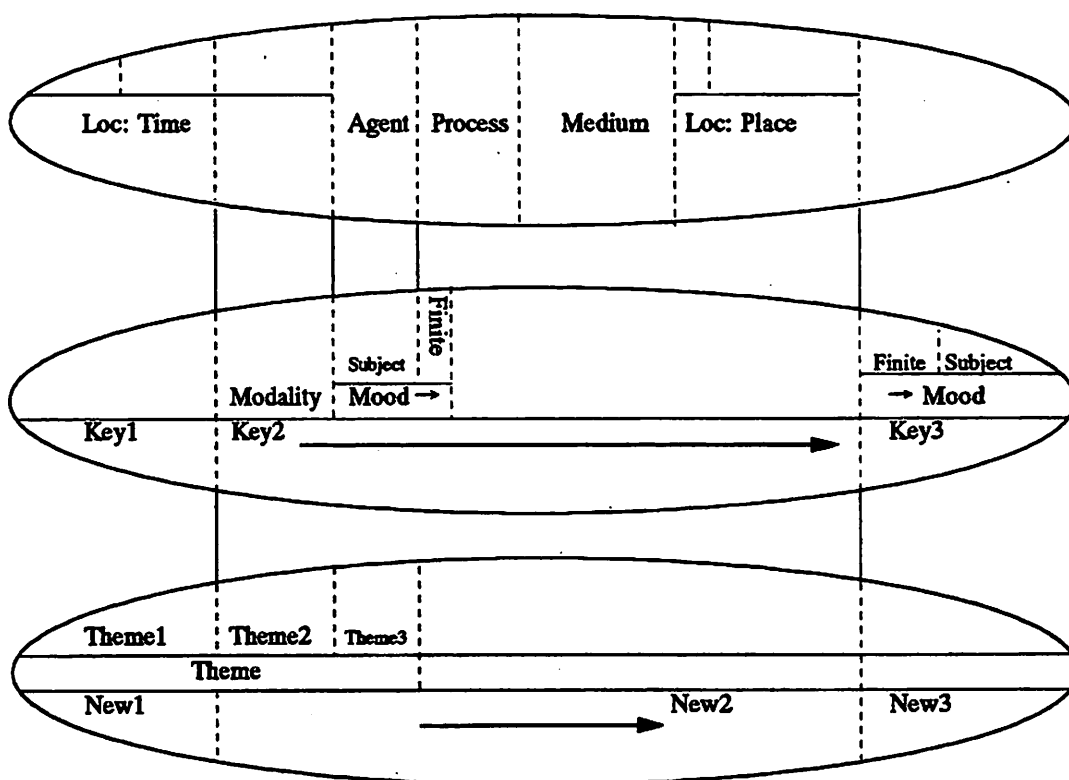 Loc: Time Agent Process Medium Loc: Place
Finite
Subject Finite Subject
Modality Mood → → Mood
Key1 Key2 Key3
Theme1 Theme2 Theme3
Theme
New1 New2 New3